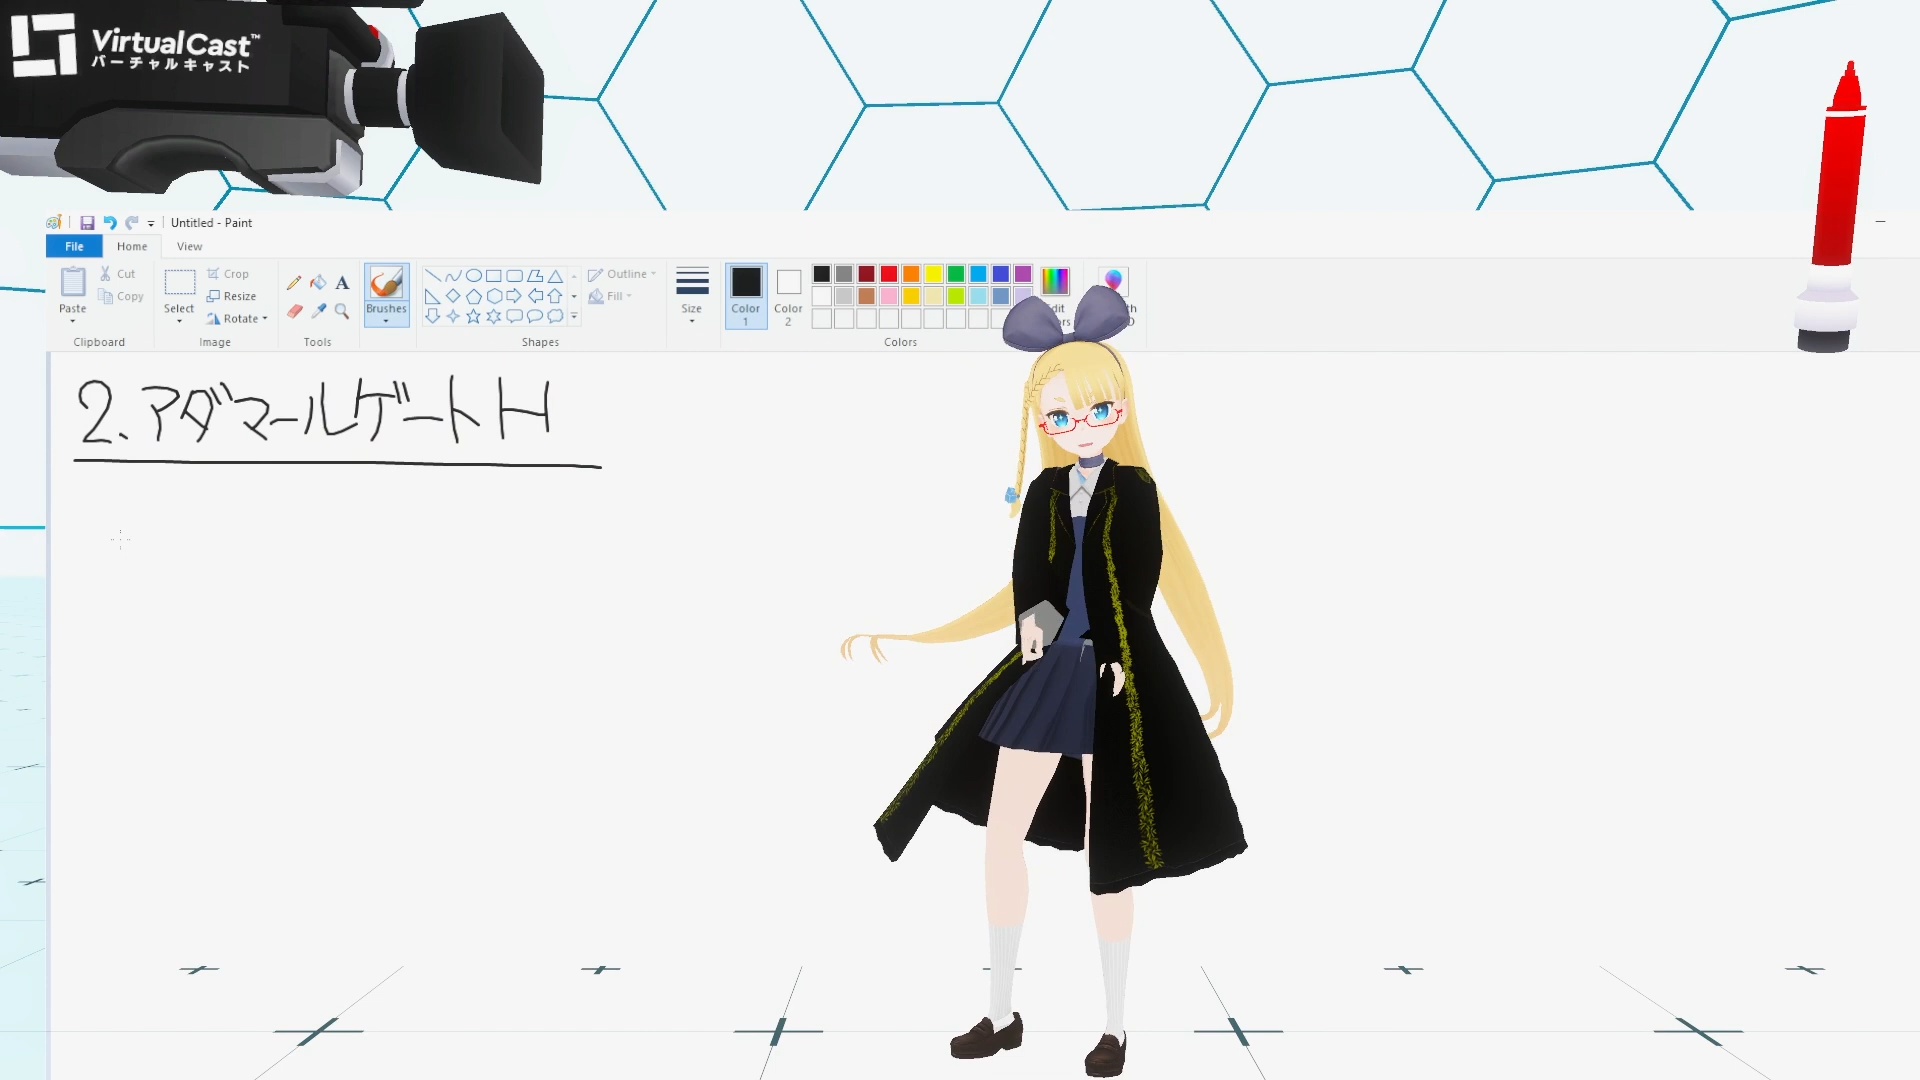 VirtualCast™
バーチャルキャスト
Untitled - Paint
File Home View
Paste
Cut
Copy
Clipboard
Select
Crop
Resize
Rotate
Image
A
Tools
Brushes
Shapes
Outline
Fill
Size
Color 1
Color 2
Colors
2.アダマールゲートH